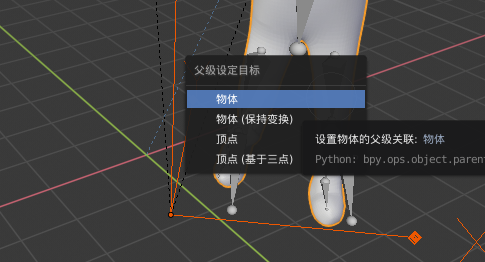 父级设定目标
物体
物体 (保持变换)
顶点
顶点 (基于三点)
设置物体的父级关联: 物体
Python: bpy.ops.object.paren